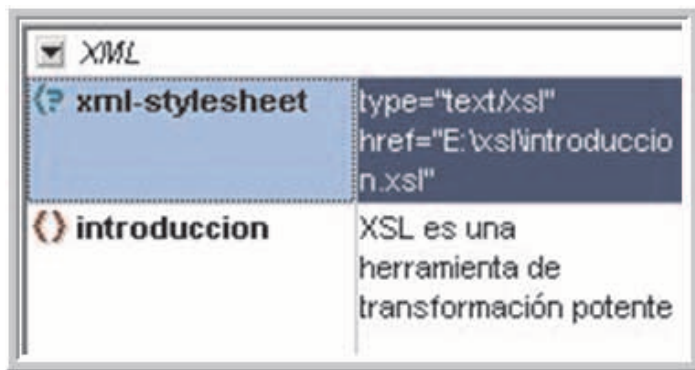 XML
<? xml-stylesheet type="text/xsl"
href="E:\xsl\introduccio
n.xsl"
<> introduccion XSL es una
herramienta de
transformación potente